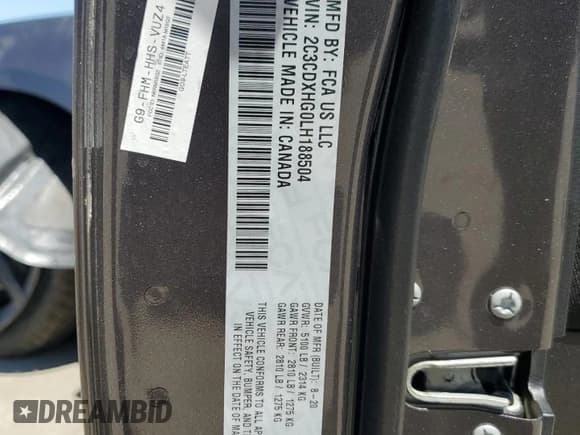 MFD BY: FCA US LLC
VIN: 2C3CDXHG0LH188504
VEHICLE MADE IN: CANADA
DATE OF MFR (BUILT): 8-20
GVWR: 5100 LB / 2314 KG
GAWR FRONT: 2810 LB / 1275 KG
GAWR REAR: 2810 LB / 1275 KG
THIS VEHICLE CONFORMS TO ALL AP
VEHICLE SAFETY, BUMPER, AND T
IN EFFECT ON THE DATE OF MA
G9-FHM-HHS-VUZ4
DREAMBID